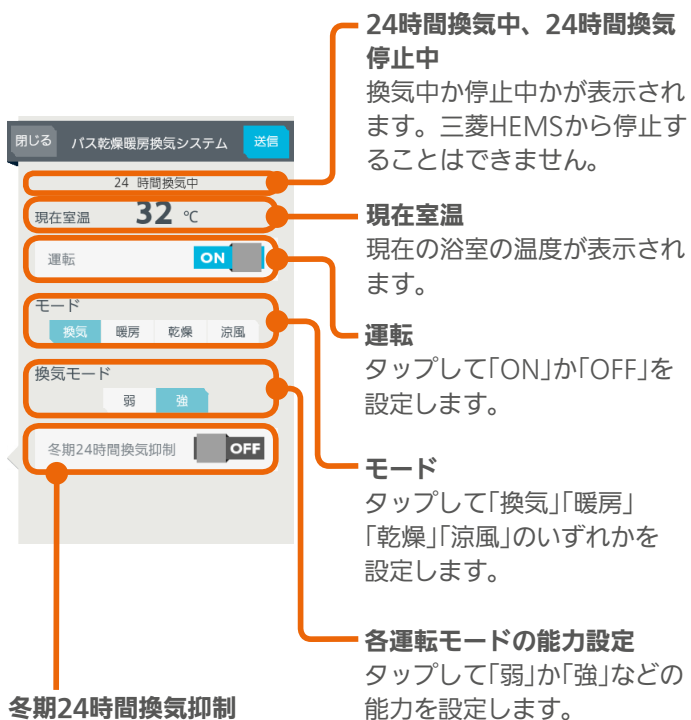 24時間換気中、24時間換気
停止中
換気中か停止中かが表示され
ます。三菱HEMSから停止す
ることはできません。
閉じる バス乾燥暖房換気システム 送信
24 時間換気中
現在室温 32 ℃
現在室温
現在の浴室の温度が表示され
ます。
運転 ON
運転
タップして｢ON｣か｢OFF｣を
設定します。
モード
換気 暖房 乾燥 涼風
換気モード
弱 強
冬期24時間換気抑制 OFF
モード
タップして｢換気｣｢暖房｣
｢乾燥｣｢涼風｣のいずれかを
設定します。
各運転モードの能力設定
タップして｢弱｣か｢強｣などの
能力を設定します。
冬期24時間換気抑制